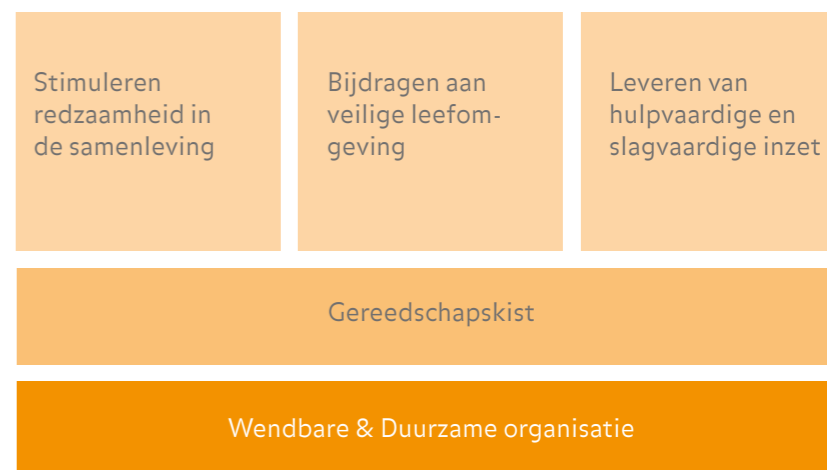 Stimuleren
redzaamheid in
de samenleving
Bijdragen aan
veilige leefom-
geving
Leveren van
hulpvaardige en
slagvaardige inzet
Gereedschapskist
Wendbare & Duurzame organisatie